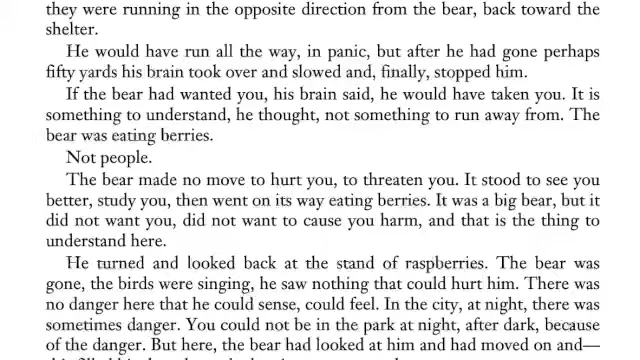 they were running in the opposite direction from the bear, back toward the
shelter.
He would have run all the way, in panic, but after he had gone perhaps
fifty yards his brain took over and slowed and, finally, stopped him.
If the bear had wanted you, his brain said, he would have taken you. It is
something to understand, he thought, not something to run away from. The
bear was eating berries.
Not people.
The bear made no move to hurt you, to threaten you. It stood to see you
better, study you, then went on its way eating berries. It was a big bear, but it
did not want you, did not want to cause you harm, and that is the thing to
understand here.
He turned and looked back at the stand of raspberries. The bear was
gone, the birds were singing, he saw nothing that could hurt him. There was
no danger here that he could sense, could feel. In the city, at night, there was
sometimes danger. You could not be in the park at night, after dark, because
of the danger. But here, the bear had looked at him and had moved on and—